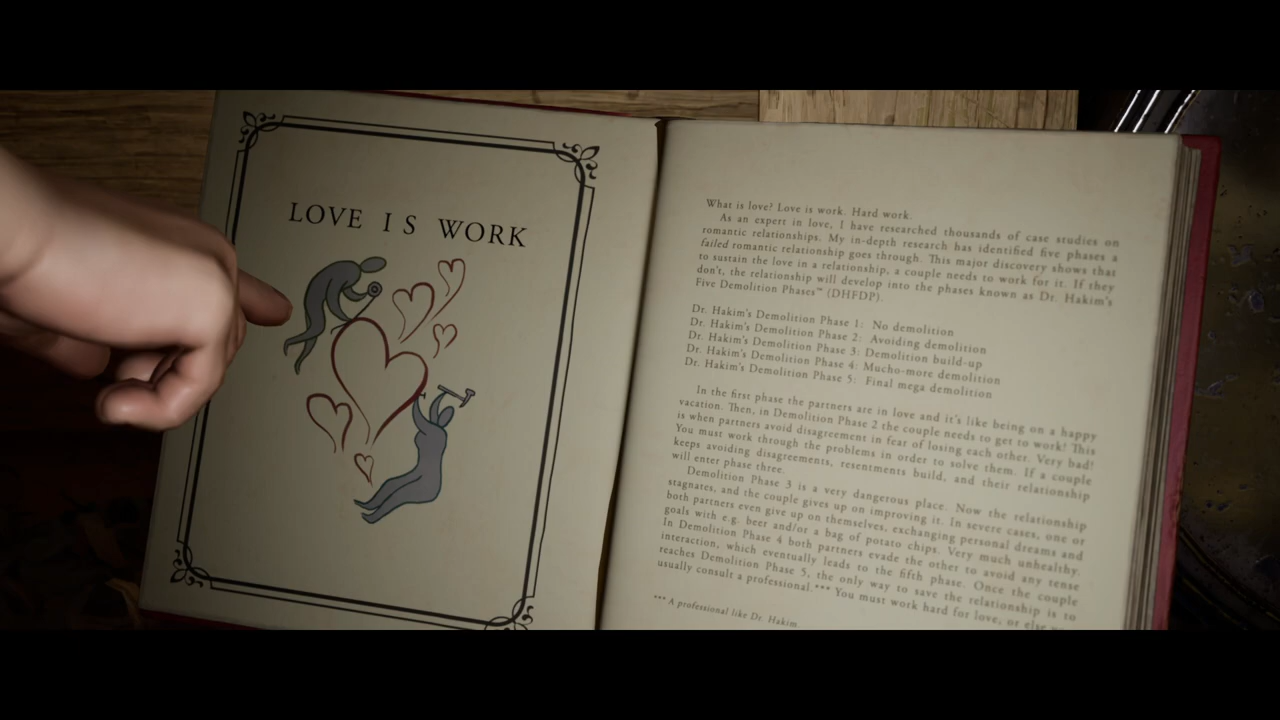 LOVE IS WORK
What is love? Love is work. Hard work.
As an expert in love, I have researched thousands of case studies on
romantic relationships. My in-depth research has identified five phases a
failed romantic relationship goes through. This major discovery shows that
to sustain the love in a relationship, a couple needs to work for it. If they
don't, the relationship will develop into the phases known as Dr. Hakim's
Five Demolition Phases™ (DHFDP).
Dr. Hakim's Demolition Phase 1: No demolition
Dr. Hakim's Demolition Phase 2: Avoiding demolition
Dr. Hakim's Demolition Phase 3: Demolition build-up
Dr. Hakim's Demolition Phase 4: Mucho-more demolition
Dr. Hakim's Demolition Phase 5: Final mega demolition
In the first phase the partners are in love and it's like being on a happy
vacation. Then, in Demolition Phase 2 the couple needs to get to work! This
is when partners avoid disagreement in fear of losing each other. Very bad!
You must work through the problems in order to solve them. If a couple
keeps avoiding disagreements, resentments build, and their relationship
will enter phase three.
Demolition Phase 3 is a very dangerous place. Now the relationship
stagnates, and the couple gives up on improving it. In severe cases, one or
both partners even give up on themselves, exchanging personal dreams and
goals with e.g. beer and/or a bag of potato chips. Very much unhealthy.
In Demolition Phase 4 both partners evade the other to avoid any tense
interaction, which eventually leads to the fifth phase. Once the couple
reaches Demolition Phase 5, the only way to save the relationship is to
usually consult a professional.*** You must work hard for love, or else
*** A professional like Dr. Hakim.